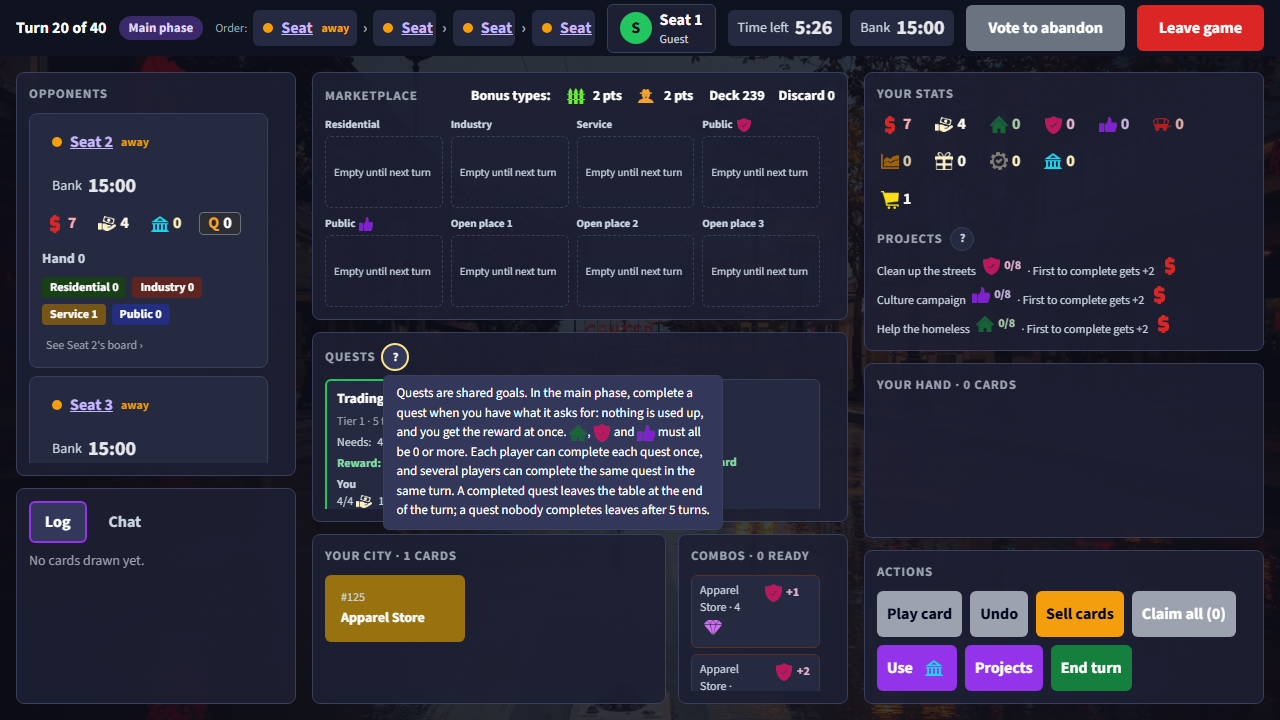 Turn 20 of 40 Main phase Order: Seat away › Seat › Seat › Seat S Seat 1 Guest Time left 5:26 Bank 15:00 Vote to abandon Leave game
OPPONENTS
Seat 2 away
Bank 15:00
7 4 0 Q 0
Hand 0
Residential 0 Industry 0
Service 1 Public 0
See Seat 2's board ›
Seat 3 away
Bank 15:00
Log Chat
No cards drawn yet.
MARKETPLACE Bonus types: 2 pts 2 pts Deck 239 Discard 0
Residential Industry Service Public
Empty until next turn Empty until next turn Empty until next turn Empty until next turn
Public Open place 1 Open place 2 Open place 3
Empty until next turn Empty until next turn Empty until next turn Empty until next turn
QUESTS ?
Trading
Tier 1 · 5 t
Needs: 4
Reward:
You
4/4 1
Quests are shared goals. In the main phase, complete a
quest when you have what it asks for: nothing is used up,
and you get the reward at once. , and must all
be 0 or more. Each player can complete each quest once,
and several players can complete the same quest in the
same turn. A completed quest leaves the table at the end
of the turn; a quest nobody completes leaves after 5 turns.
YOUR CITY · 1 CARDS
#125
Apparel Store
COMBOS · 0 READY
Apparel
Store · 4
+1
Apparel
Store ·
+2
YOUR STATS
7 4 0 0 0 0
0 0 0 0
1
PROJECTS ?
Clean up the streets 0/8 · First to complete gets +2
Culture campaign 0/8 · First to complete gets +2
Help the homeless 0/8 · First to complete gets +2
YOUR HAND · 0 CARDS
ACTIONS
Play card Undo Sell cards Claim all (0)
Use Projects End turn